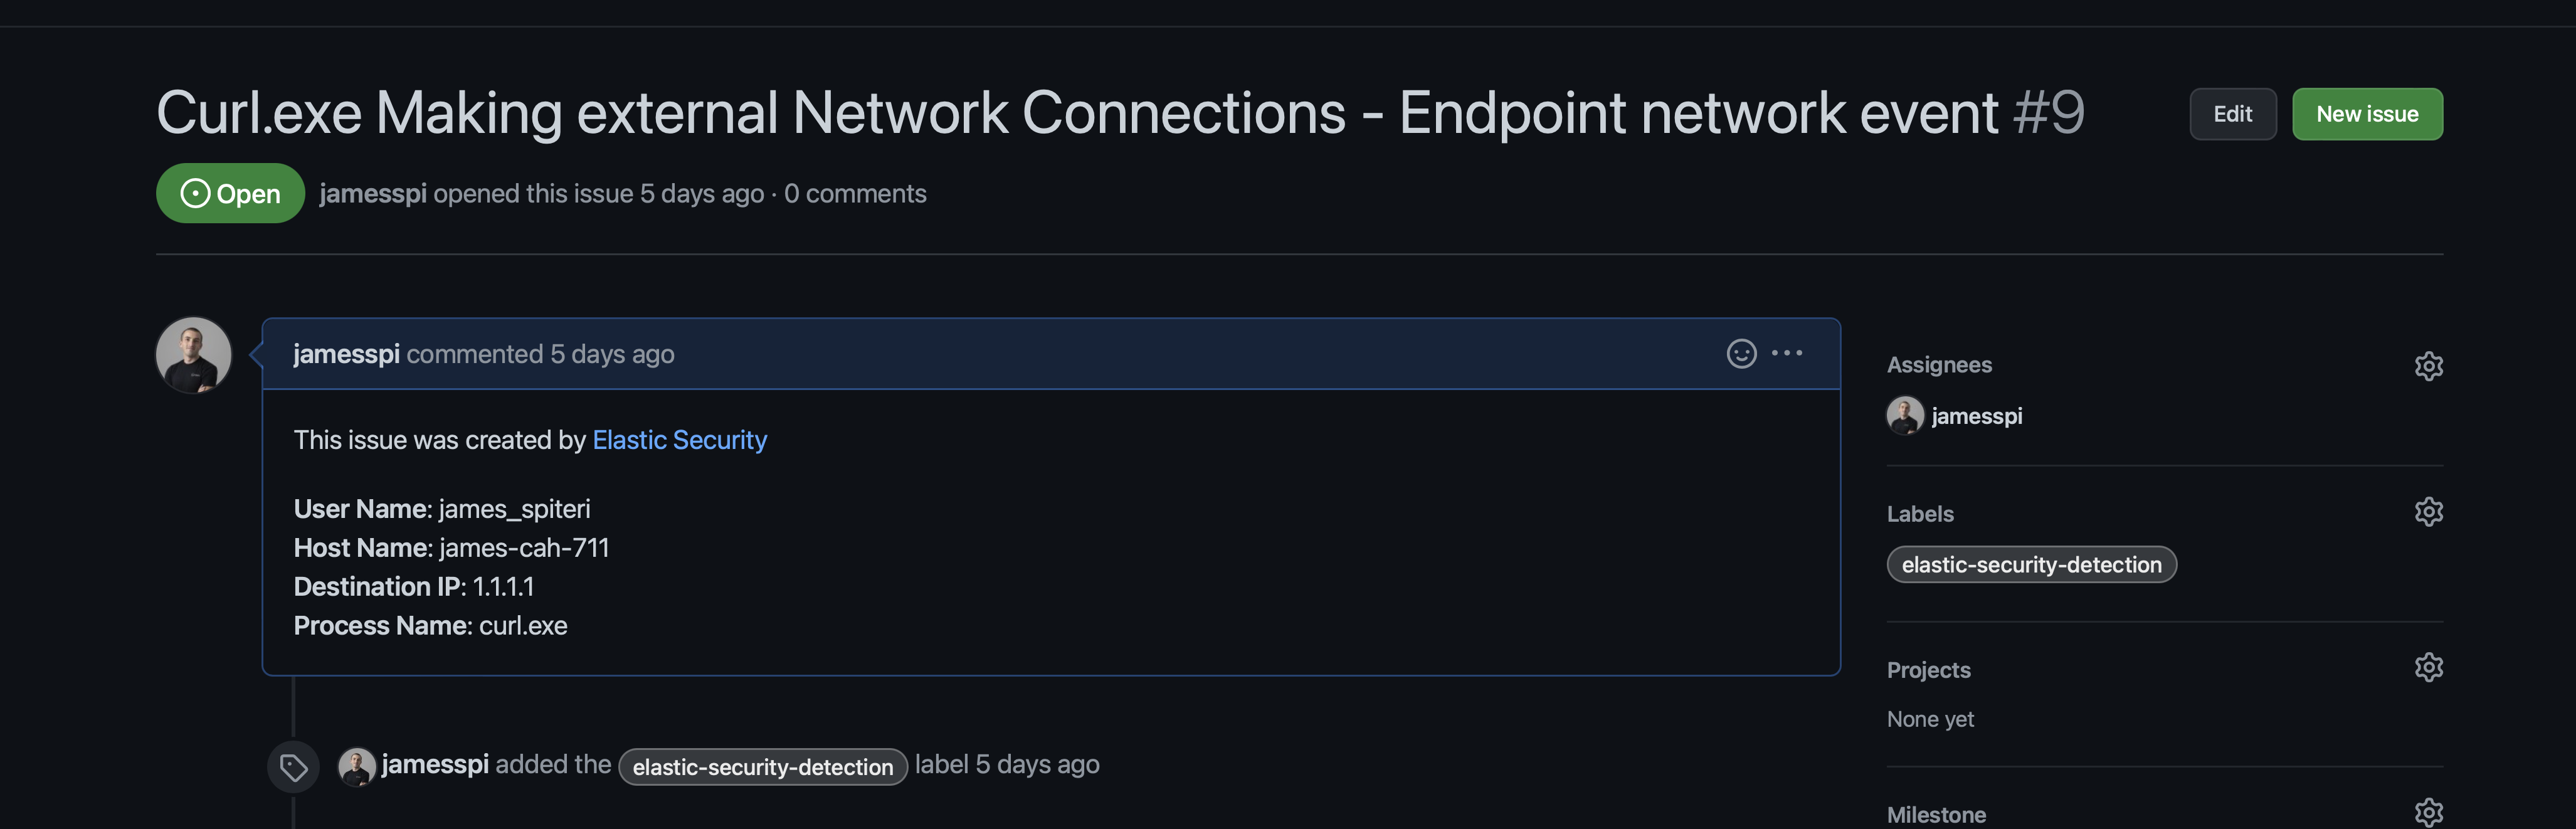 Curl.exe Making external Network Connections - Endpoint network event #9
Edit
New issue
Open
jamesspi opened this issue 5 days ago · 0 comments
jamesspi commented 5 days ago
This issue was created by Elastic Security
User Name: james_spiteri
Host Name: james-cah-711
Destination IP: 1.1.1.1
Process Name: curl.exe
jamesspi added the elastic-security-detection label 5 days ago
Assignees
jamesspi
Labels
elastic-security-detection
Projects
None yet
Milestone